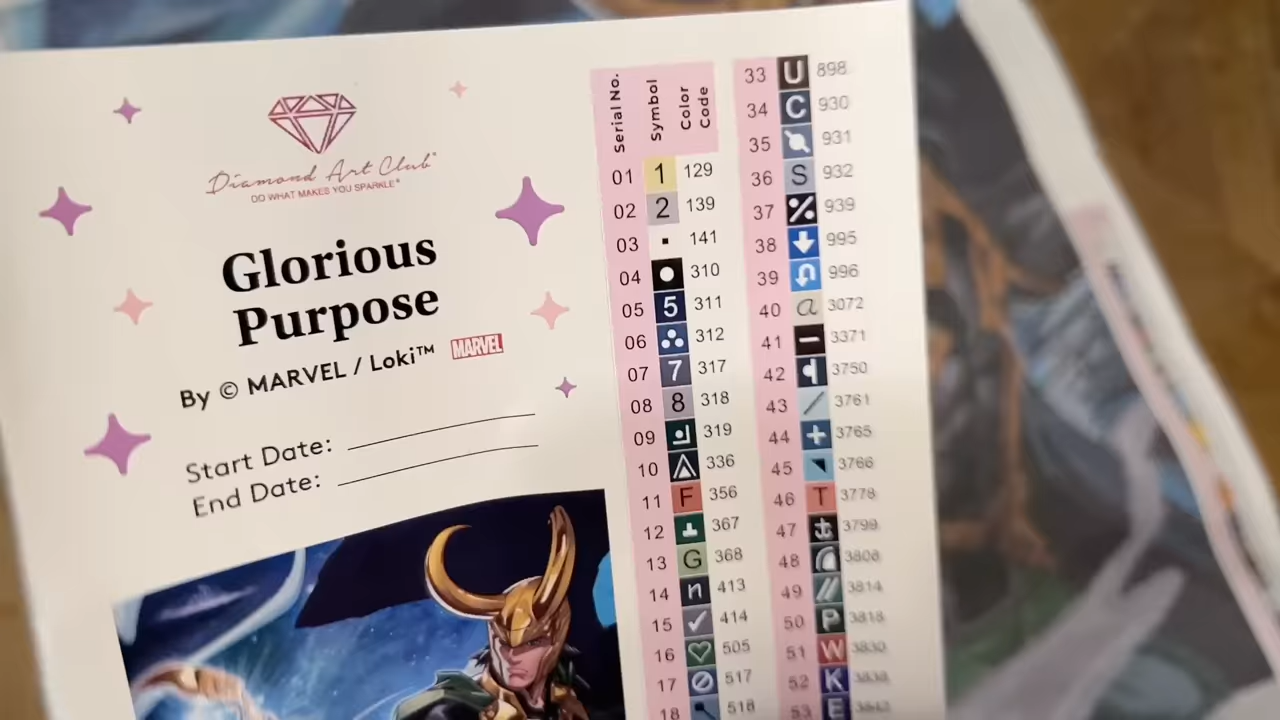 Diamond Art Club®
DO WHAT MAKES YOU SPARKLE®
Glorious
Purpose
By © MARVEL / Loki™ MARVEL
Start Date:
End Date:
Serial No. Symbol Color Code
01 1 129
02 2 139
03 141
04 310
05 5 311
06 312
07 7 317
08 8 318
09 319
10 336
11 F 356
12 367
13 G 368
14 n 413
15 ✓ 414
16 ♡ 505
17 517
18 518
33 U 898
34 C 930
35 931
36 S 932
37 939
38 995
39 996
40 a 3072
41 – 3371
42 3750
43 / 3761
44 + 3765
45 3766
46 T 3778
47 ⚓ 3799
48 3808
49 // 3814
50 P 3818
51 W 3830
52 K
53 E